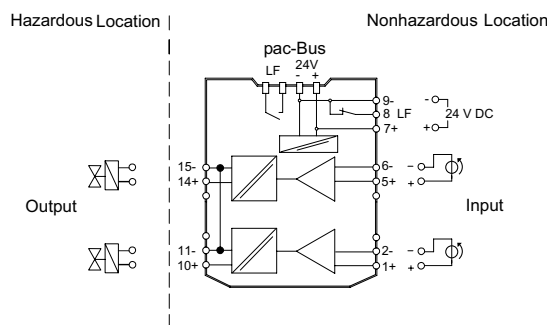 Hazardous Location
Nonhazardous Location
pac-Bus
LF
24V
- +
9-
8 LF
7+
-
+
24 V DC
15-
14+
6-
5+
-
+
Output
Input
11-
10+
2-
1+
-
+